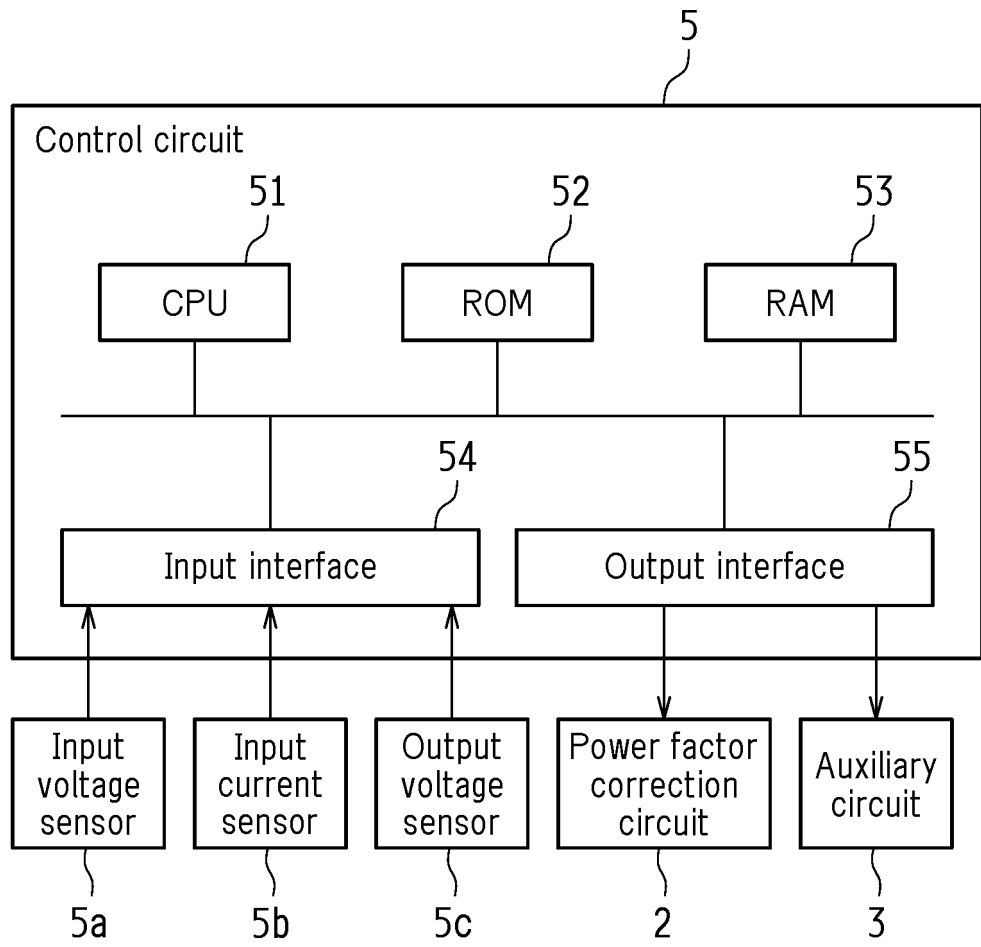 5
Control circuit
51
52
53
CPU
ROM
RAM
54
55
Input interface
Output interface
Input
voltage
sensor
Input
current
sensor
Output
voltage
sensor
Power factor
correction
circuit
Auxiliary
circuit
5a
5b
5c
2
3